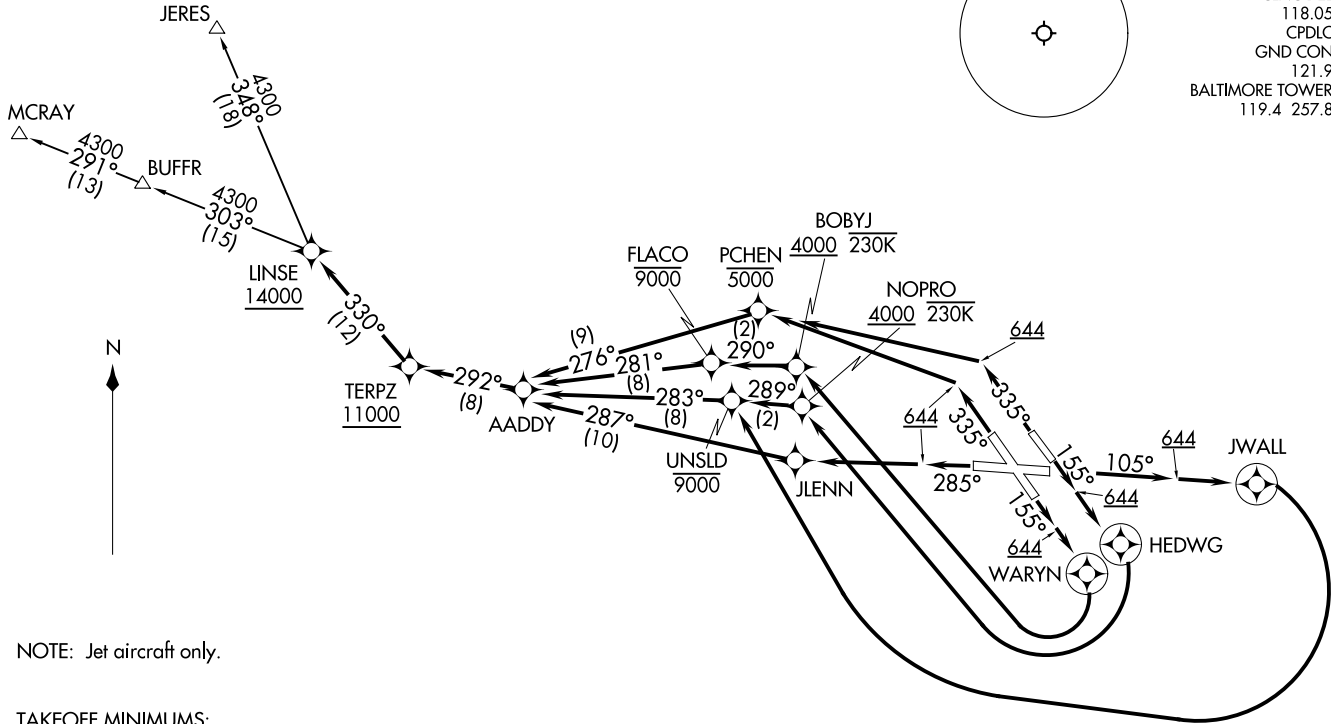 JERES
118.05
CPDLC
GND CON
121.9
BALTIMORE TOWER
119.4 257.8
4300
348°
(18)
MCRAY
4300
291°
(13)
BUFFR
4300
303°
(15)
LINSE
14000
330°
(12)
TERPZ
11000
292°
(8)
AADDY
FLACO
9000
PCHEN
5000
BOBYJ
4000 230K
NOPRO
4000 230K
644
(9)
276°
(2)
290°
281°
(8)
283°
(8)
289°
(2)
287°
(10)
UNSLD
9000
JLENN
644
285°
335°
335°
155°
644
105°
644
JWALL
155°
644
HEDWG
WARYN
N
NOTE: Jet aircraft only.
TAKEOFF MINIMUMS: